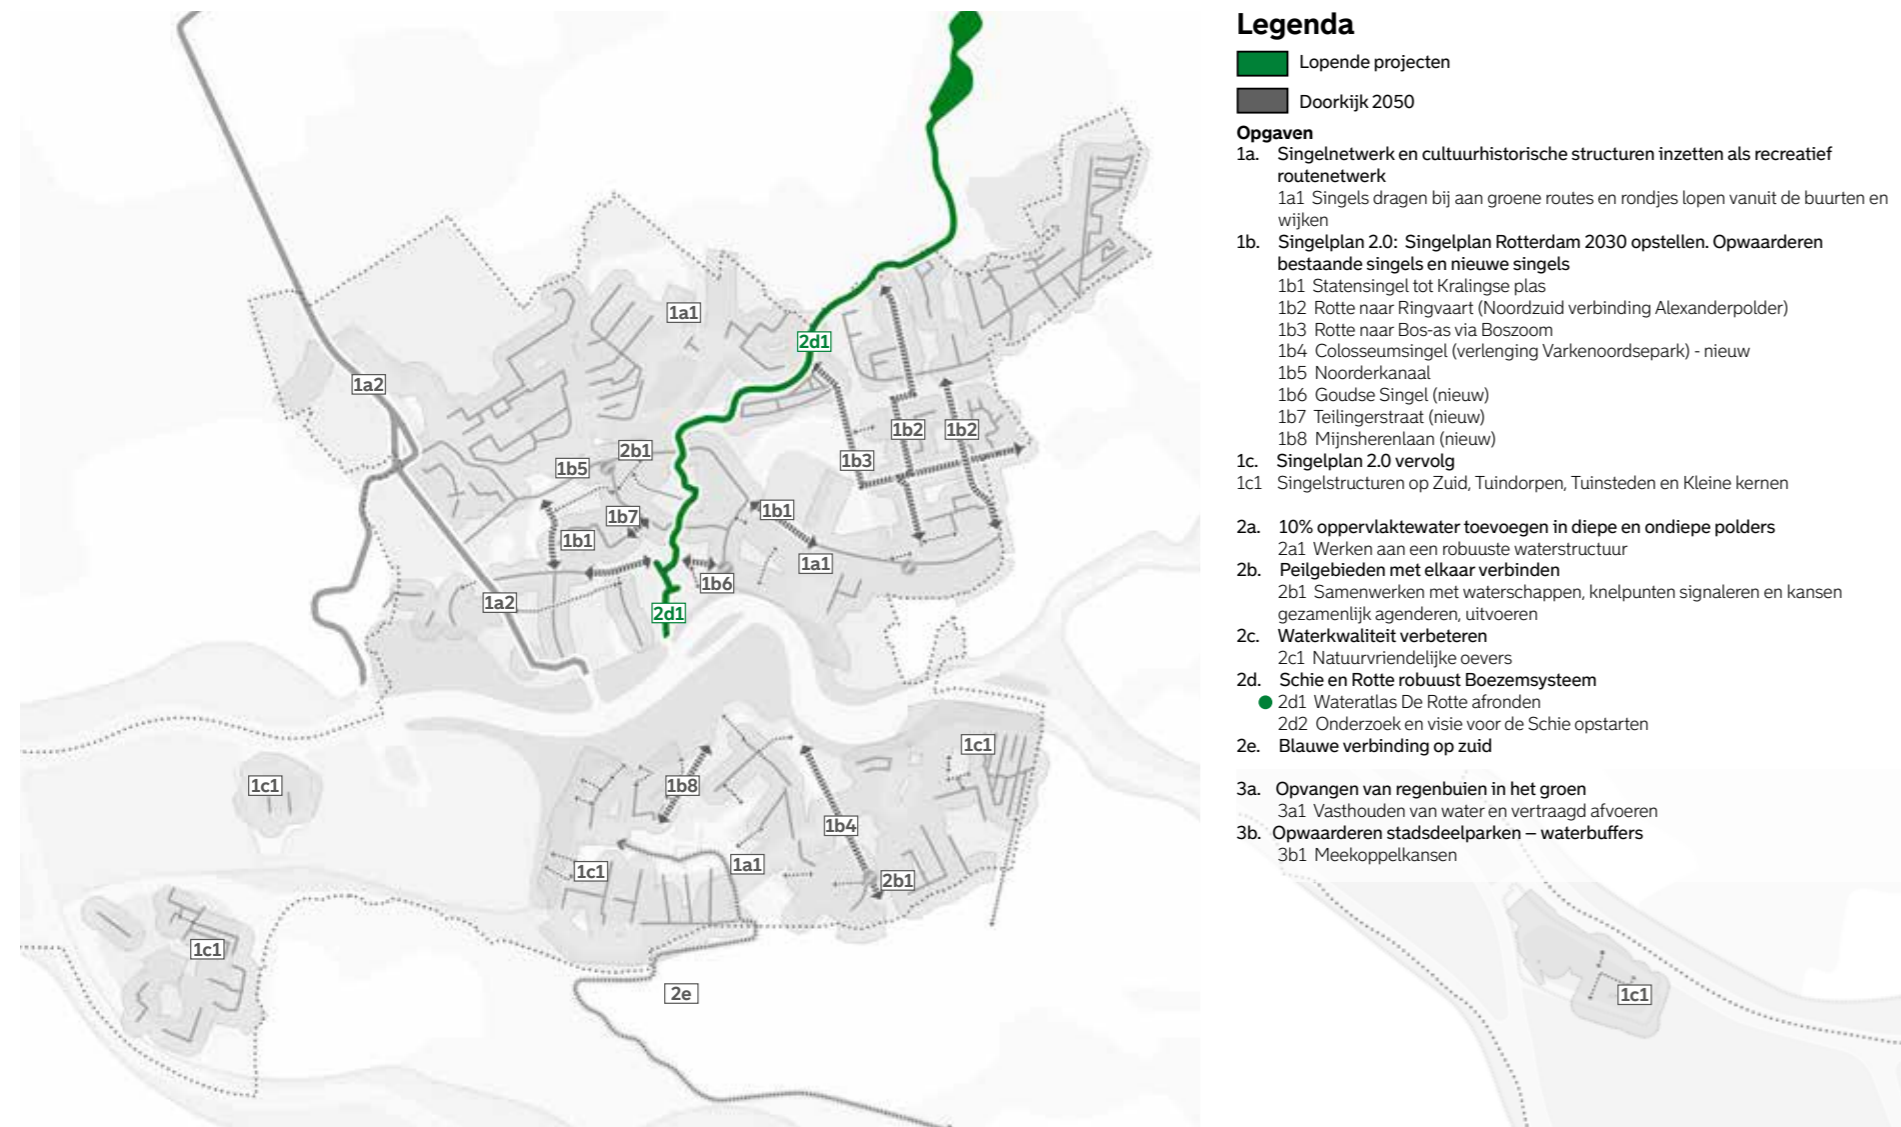 Legenda
Lopende projecten
Doorkijk 2050
Opgaven
1a. Singelnetwerk en cultuurhistorische structuren inzetten als recreatief
routenetwerk
1a1 Singels dragen bij aan groene routes en rondjes lopen vanuit de buurten en
wijken
1b. Singelplan 2.0: Singelplan Rotterdam 2030 opstellen. Opwaarderen
bestaande singels en nieuwe singels
1b1 Statensingel tot Kralingse plas
1b2 Rotte naar Ringvaart (Noordzuid verbinding Alexanderpolder)
1b3 Rotte naar Bos-as via Boszoom
1b4 Colosseumsingel (verlenging Varkenoordsepark) - nieuw
1b5 Noorderkanaal
1b6 Goudse Singel (nieuw)
1b7 Teilingerstraat (nieuw)
1b8 Mijnsherenlaan (nieuw)
1c. Singelplan 2.0 vervolg
1c1 Singelstructuren op Zuid, Tuindorpen, Tuinsteden en Kleine kernen
2a. 10% oppervlaktewater toevoegen in diepe en ondiepe polders
2a1 Werken aan een robuuste waterstructuur
2b. Peilgebieden met elkaar verbinden
2b1 Samenwerken met waterschappen, knelpunten signaleren en kansen
gezamenlijk agenderen, uitvoeren
2c. Waterkwaliteit verbeteren
2c1 Natuurvriendelijke oevers
2d. Schie en Rotte robuust Boezemsysteem
2d1 Wateratlas De Rotte afronden
2d2 Onderzoek en visie voor de Schie opstarten
2e. Blauwe verbinding op zuid
3a. Opvangen van regenbuien in het groen
3a1 Vasthouden van water en vertraagd afvoeren
3b. Opwaarderen stadsdeelparken – waterbuffers
3b1 Meekoppelkansen
1a1
2d1
1a2
1b2
1b2
2b1
1b5
1b3
1b1
1b7
1b1
1a1
1b6
1a2
2d1
1c1
1c1
1b8
1b4
1a1
1c1
2b1
1c1
2e
1c1